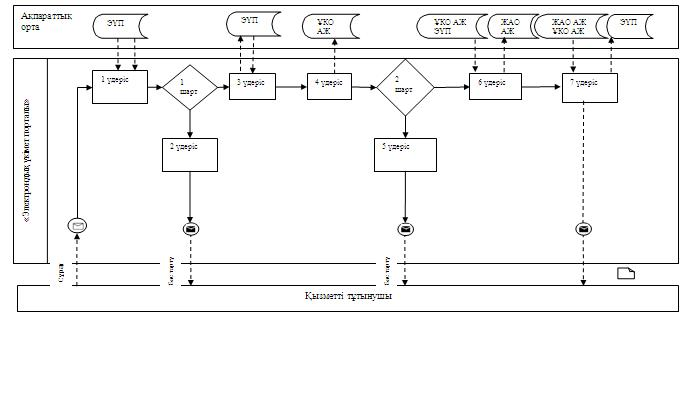 Ақпараттық
орта
ЭҮП
ЭҮП
ҰКО
АЖ
ҰКО АЖ
ЭҮП
ЖАО
АЖ
ЖАО АЖ
ҰКО АЖ
ЭҮП
«Электрондық үкімет порталы»
1 үдеріс
1
шарт
3 үдеріс
4 үдеріс
2
шарт
6 үдеріс
7 үдеріс
2 үдеріс
5 үдеріс
Сұрау
Бас тарту
Бас тарту
Қызметті тұтынушы